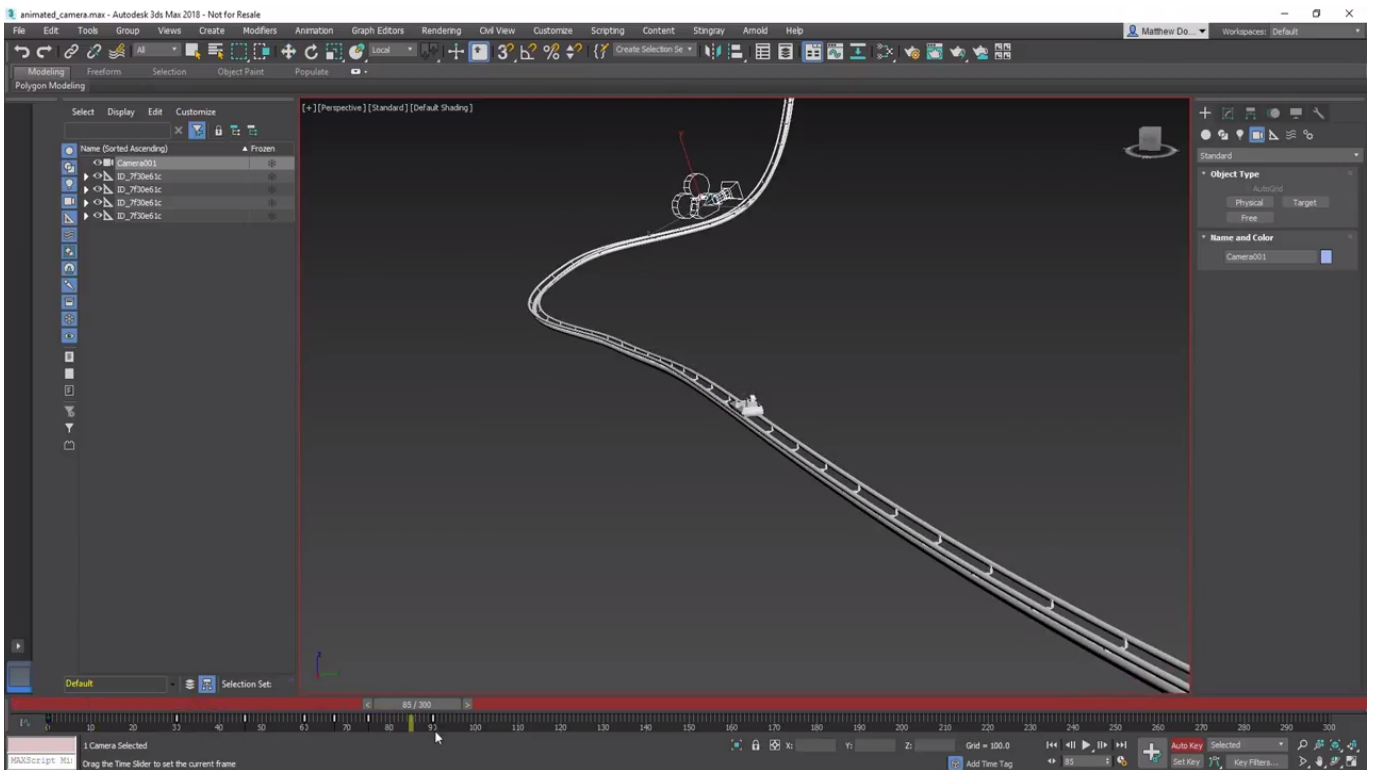 animated_camera.max - Autodesk 3ds Max 2018 - Not for Resale
File Edit Tools Group Views Create Modifiers Animation Graph Editors Rendering Civil View Customize Scripting Content Stingray Arnold Help Matthew Do... Workspaces: Default
All Local Create Selection Se
Modeling Freeform Selection Object Paint Populate
Polygon Modeling
Select Display Edit Customize
[+] [Perspective] [Standard] [Default Shading]
Name (Sorted Ascending) Frozen
Camera001
ID_7f30e61c
ID_7f30e61c
ID_7f30e61c
ID_7f30e61c
Standard
Object Type
AutoGrid
Physical Target
Free
Name and Color
Camera001
Default Selection Set:
< 85 / 300 >
10 20 40 50 70 80 100 110 120 130 140 150 160 170 180 190 200 210 220 230 240 250 260 270 280 290 300
1 Camera Selected X: Y: Z: Grid = 100.0 Auto Key Selected
MAXScript Mi Drag the Time Slider to set the current frame Add Time Tag 85 Set Key Key Filters...